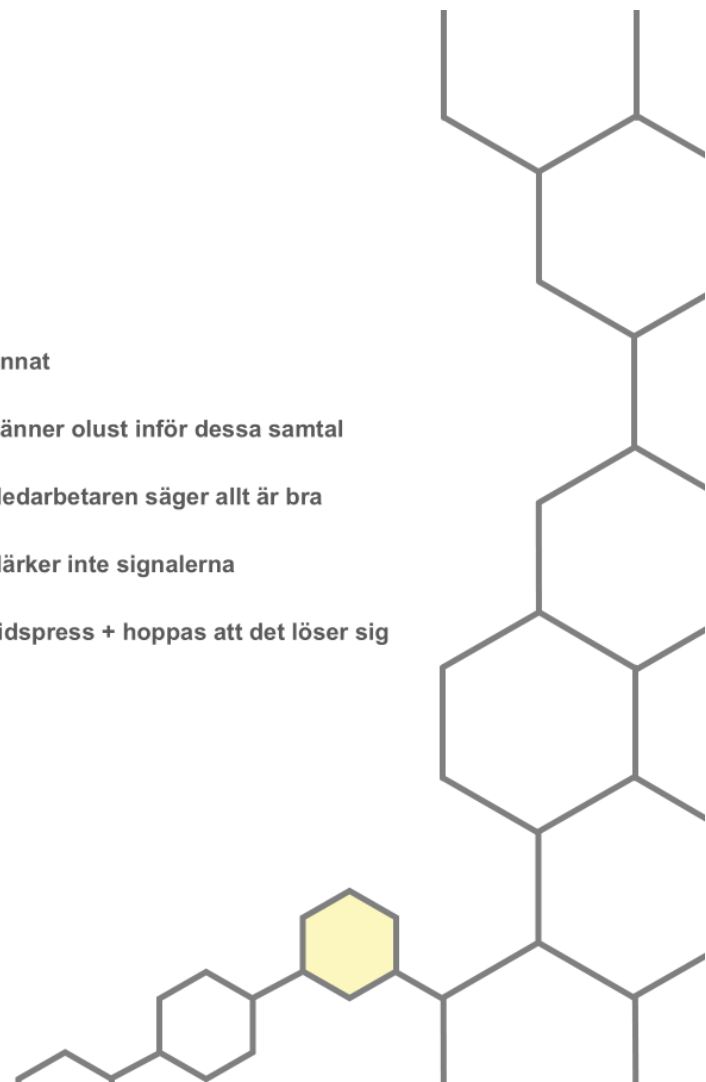 nnat
änner olust inför dessa samtal
edarbetaren säger allt är bra
ärker inte signalerna
idspress + hoppas att det löser sig